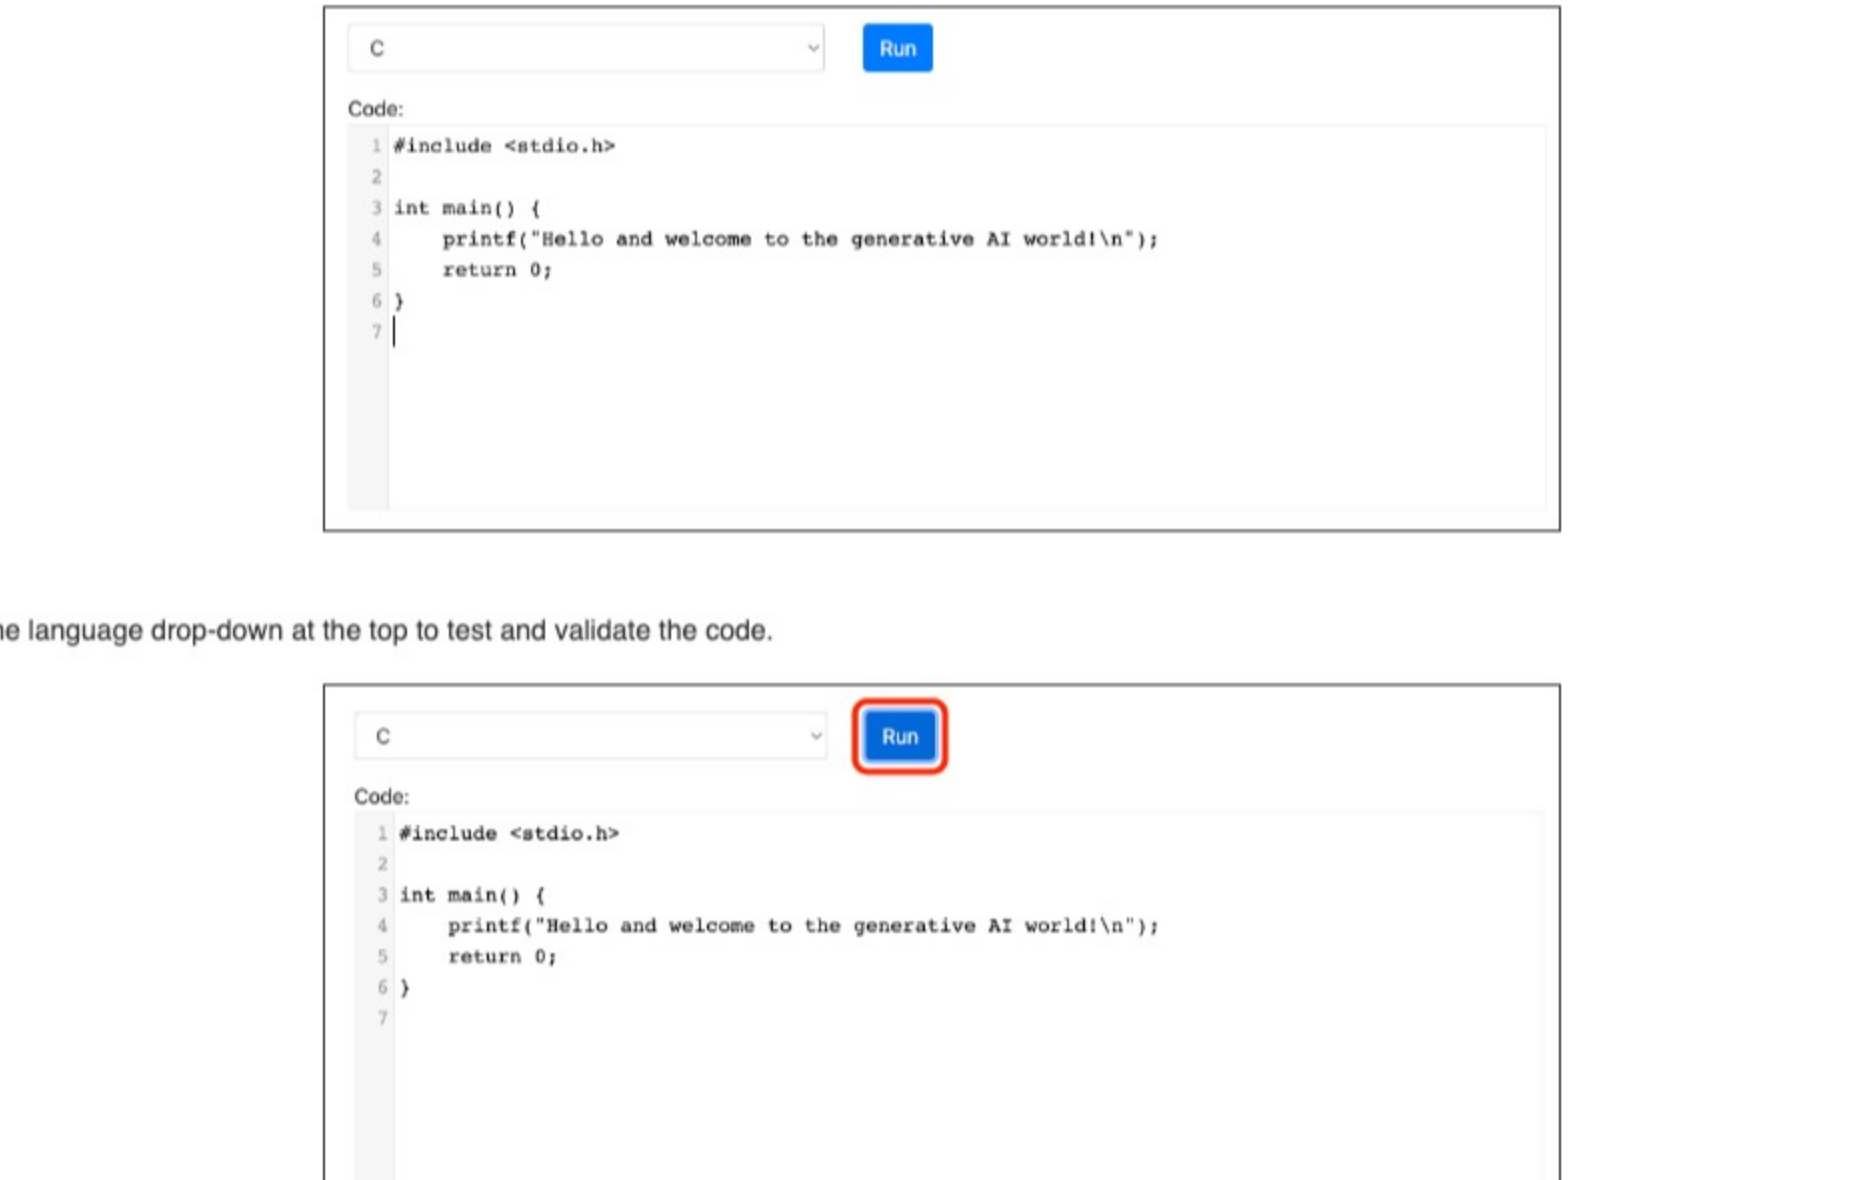 C
Run
Code:
1 #include <stdio.h>
2
3 int main() {
4     printf("Hello and welcome to the generative AI world!\n");
5     return 0;
6 }
7
language drop-down at the top to test and validate the code.
C
Run
Code:
1 #include <stdio.h>
2
3 int main() {
4     printf("Hello and welcome to the generative AI world!\n");
5     return 0;
6 }
7